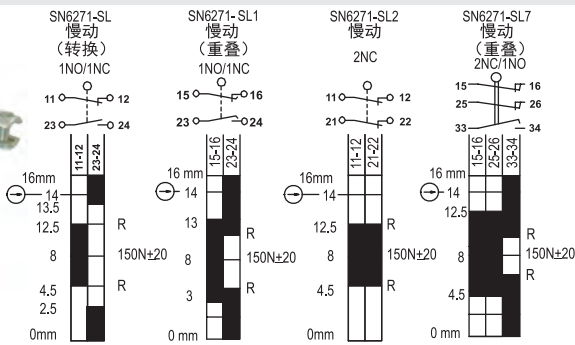 SN6271-SL
慢动
（转换）
1NO/1NC
11 12
23 24
11-12
23-24
16mm
14
13.5
12.5
R
8
150N±20
4.5
R
2.5
0mm
SN6271- SL1
慢动
（重叠）
1NO/1NC
15 16
23 24
15-16
23-24
16 mm
14
13
R
8
150N±20
R
3
0 mm
SN6271-SL2
慢动
2NC
11 12
21 22
11-12
21-22
16 mm
14
12.5
R
8
150N±20
4.5
R
0mm
SN6271-SL7
慢动
（重叠）
2NC/1NO
15 16
25 26
33 34
15-16
25-26
33-34
16 mm
14
12.5
R
8
150N±20
R
4.5
0 mm